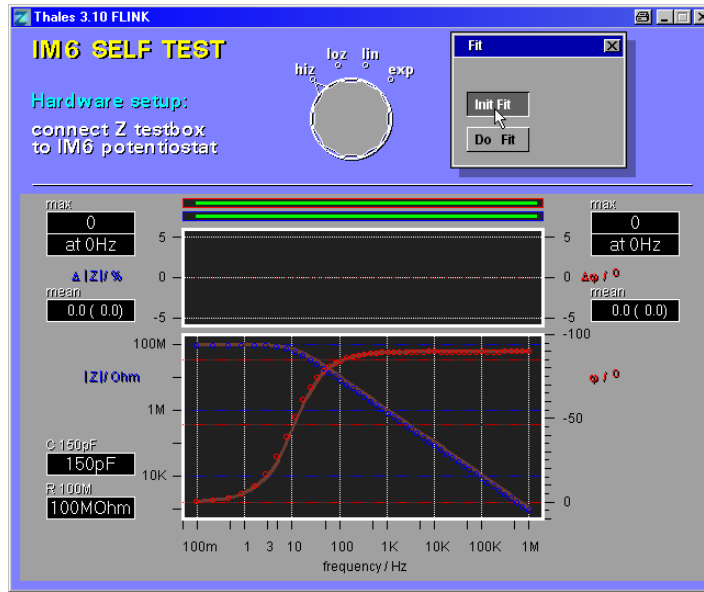 Thales 3.10 FLINK
IM6 SELF TEST
Hardware setup:
connect Z testbox
to IM6 potentiostat
hiz loz lin exp
Fit
Init Fit
Do Fit
max
0
at 0Hz
Δ |Z|/ %
mean
0.0 ( 0.0)
5
0
-5
5
0
-5
max
0
at 0Hz
Δφ / °
mean
0.0 ( 0.0)
100M
|Z|/ Ohm
1M
10K
C 150pF
150pF
R 100M
100MOhm
-100
φ / °
-50
0
100m 1 3 10 100 1K 10K 100K 1M
frequency / Hz